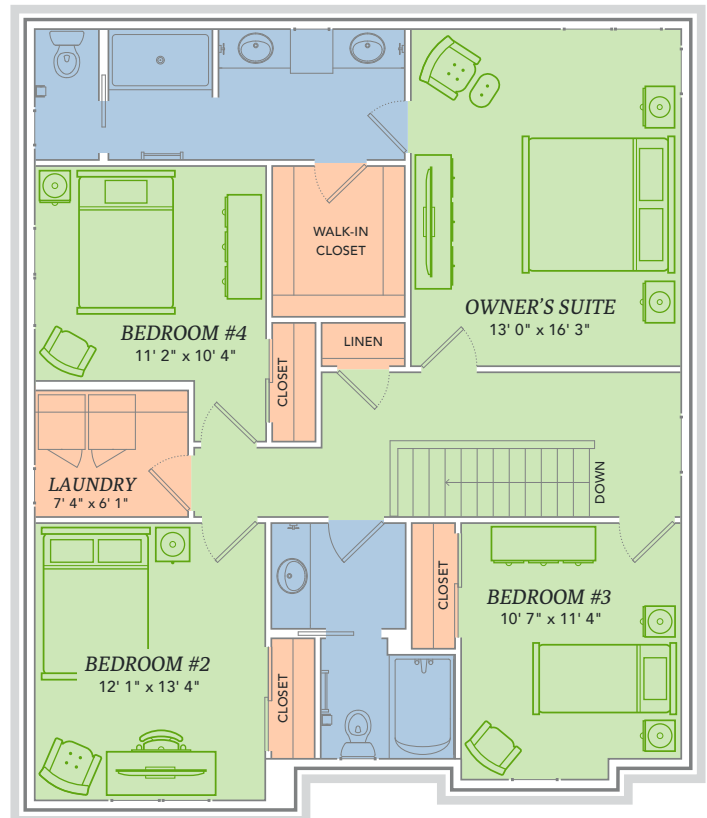 WALK-IN
CLOSET
OWNER'S SUITE
13' 0" x 16' 3"
BEDROOM #4
11' 2" x 10' 4"
LINEN
CLOSET
LAUNDRY
7' 4" x 6' 1"
DOWN
CLOSET
BEDROOM #3
10' 7" x 11' 4"
BEDROOM #2
12' 1" x 13' 4"
CLOSET